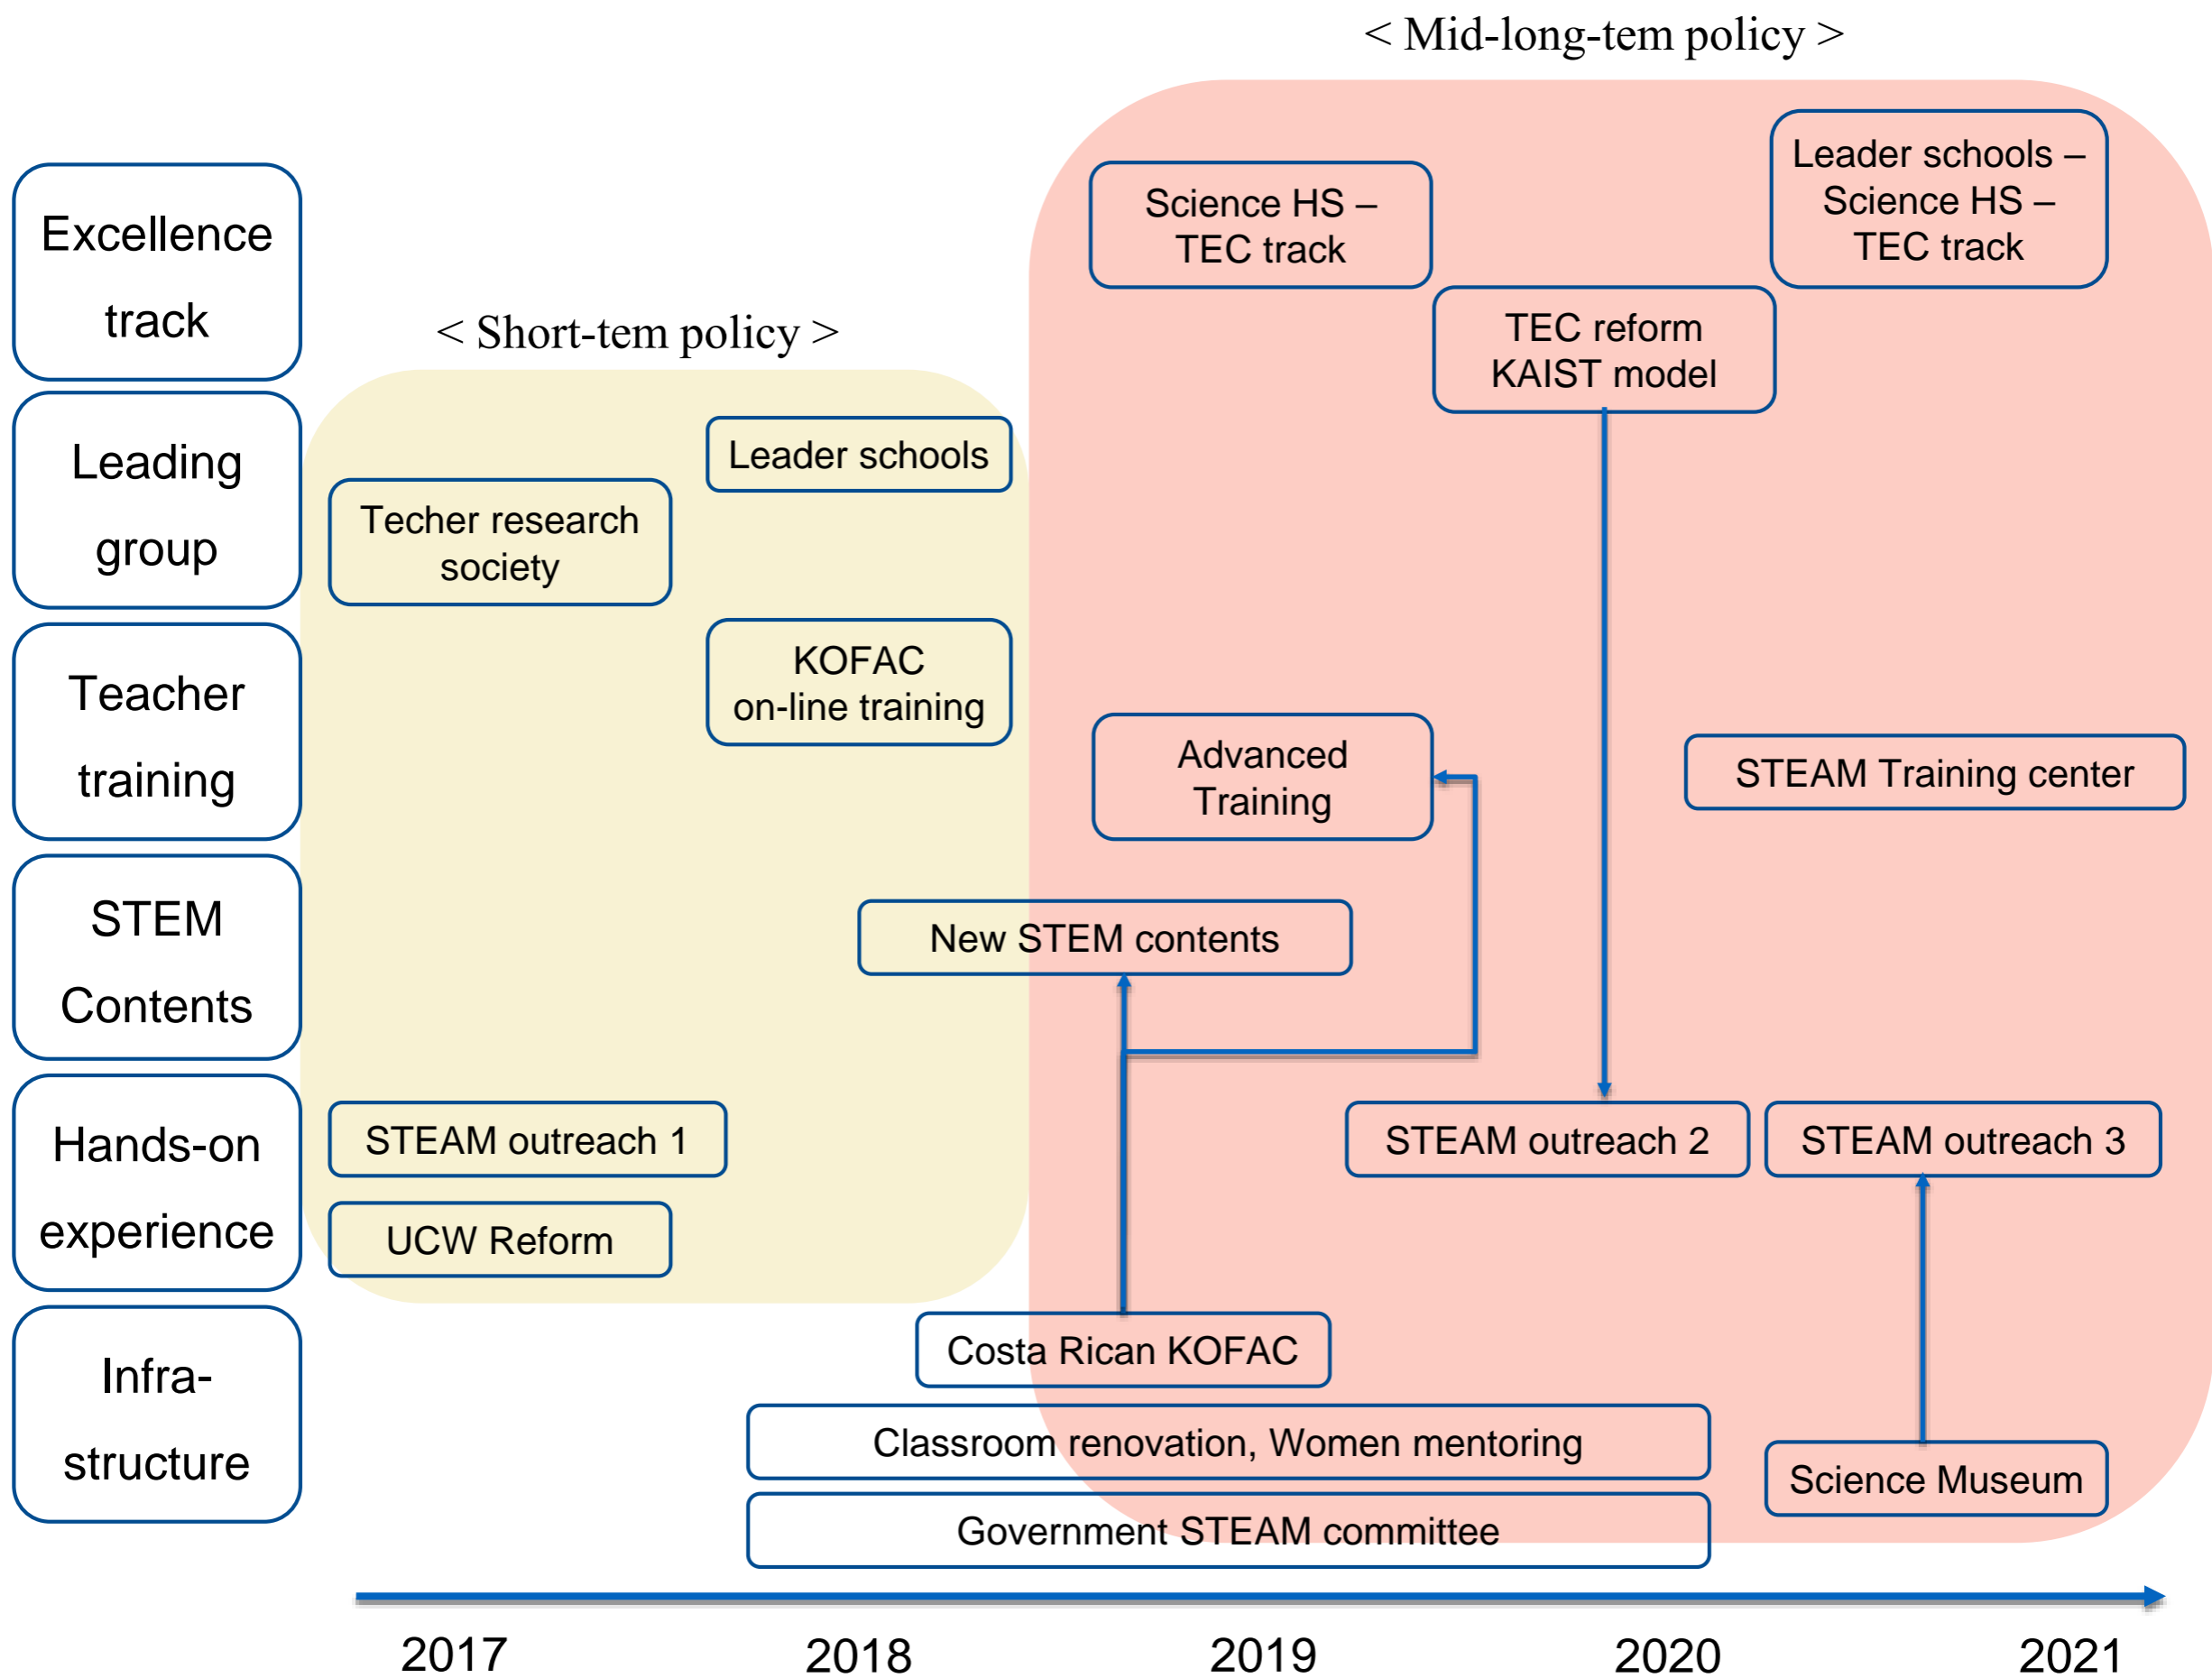 < Mid-long-tem policy >
Excellence
track
Science HS –
TEC track
Leader schools –
Science HS –
TEC track
TEC reform
KAIST model
< Short-tem policy >
Leading
group
Leader schools
Techer research
society
Teacher
training
KOFAC
on-line training
Advanced
Training
STEAM Training center
STEM
Contents
New STEM contents
Hands-on
experience
STEAM outreach 1
STEAM outreach 2
STEAM outreach 3
UCW Reform
Infra-
structure
Costa Rican KOFAC
Classroom renovation, Women mentoring
Science Museum
Government STEAM committee
2017
2018
2019
2020
2021